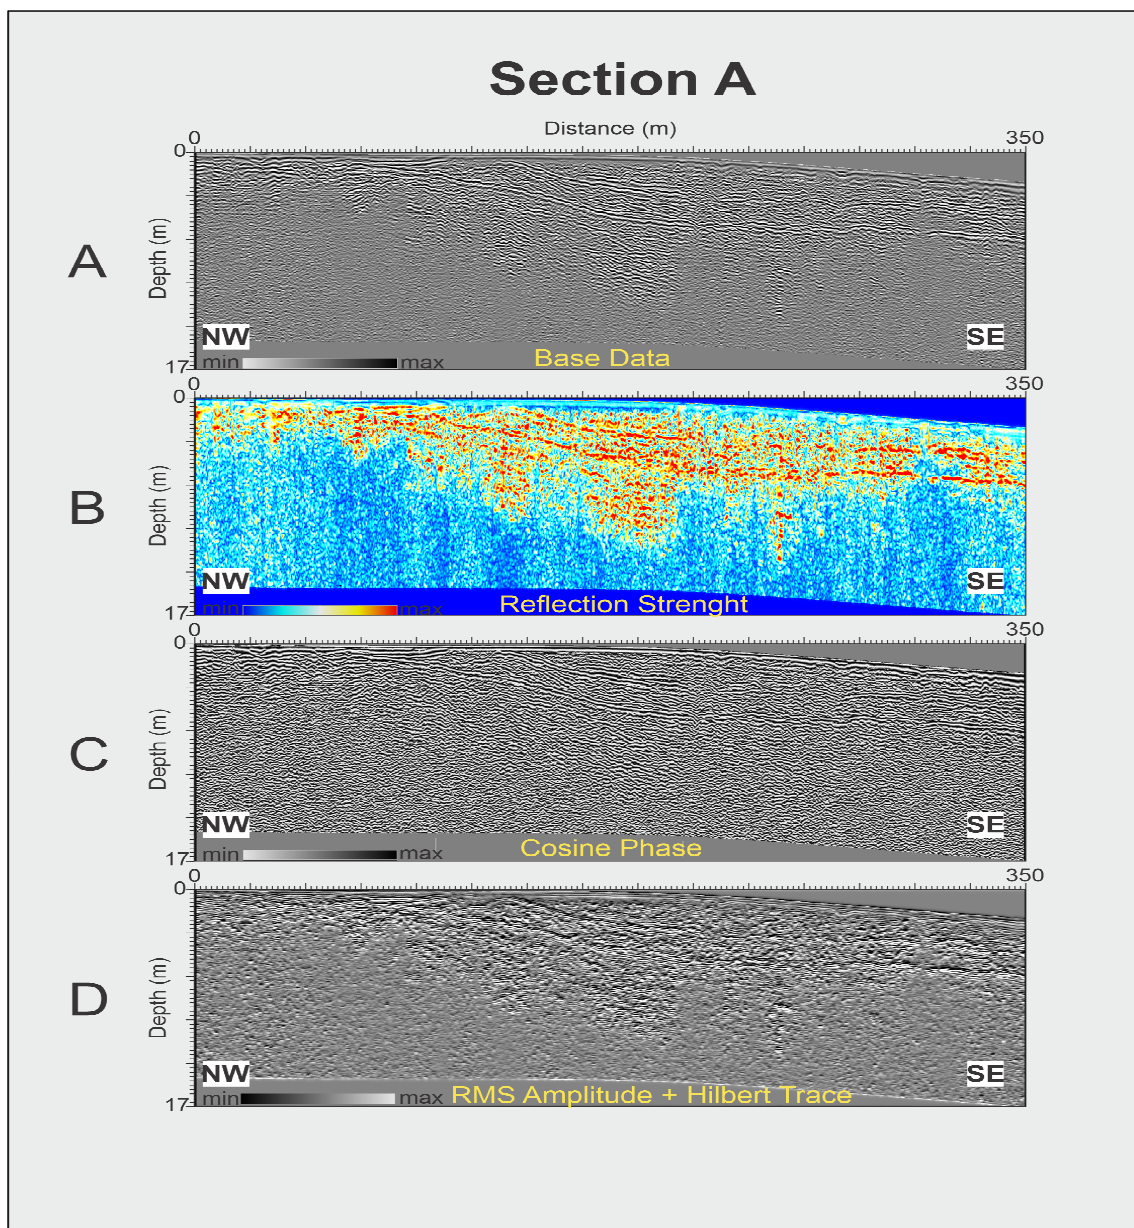 Section A
Distance (m)
0 350
0
A
Depth (m)
NW SE
min max Base Data
17
0 350
0
B
Depth (m)
NW SE
min max Reflection Strenght
17
0 350
0
C
Depth (m)
NW SE
min max Cosine Phase
17
0 350
0
D
Depth (m)
NW SE
min max RMS Amplitude + Hilbert Trace
17